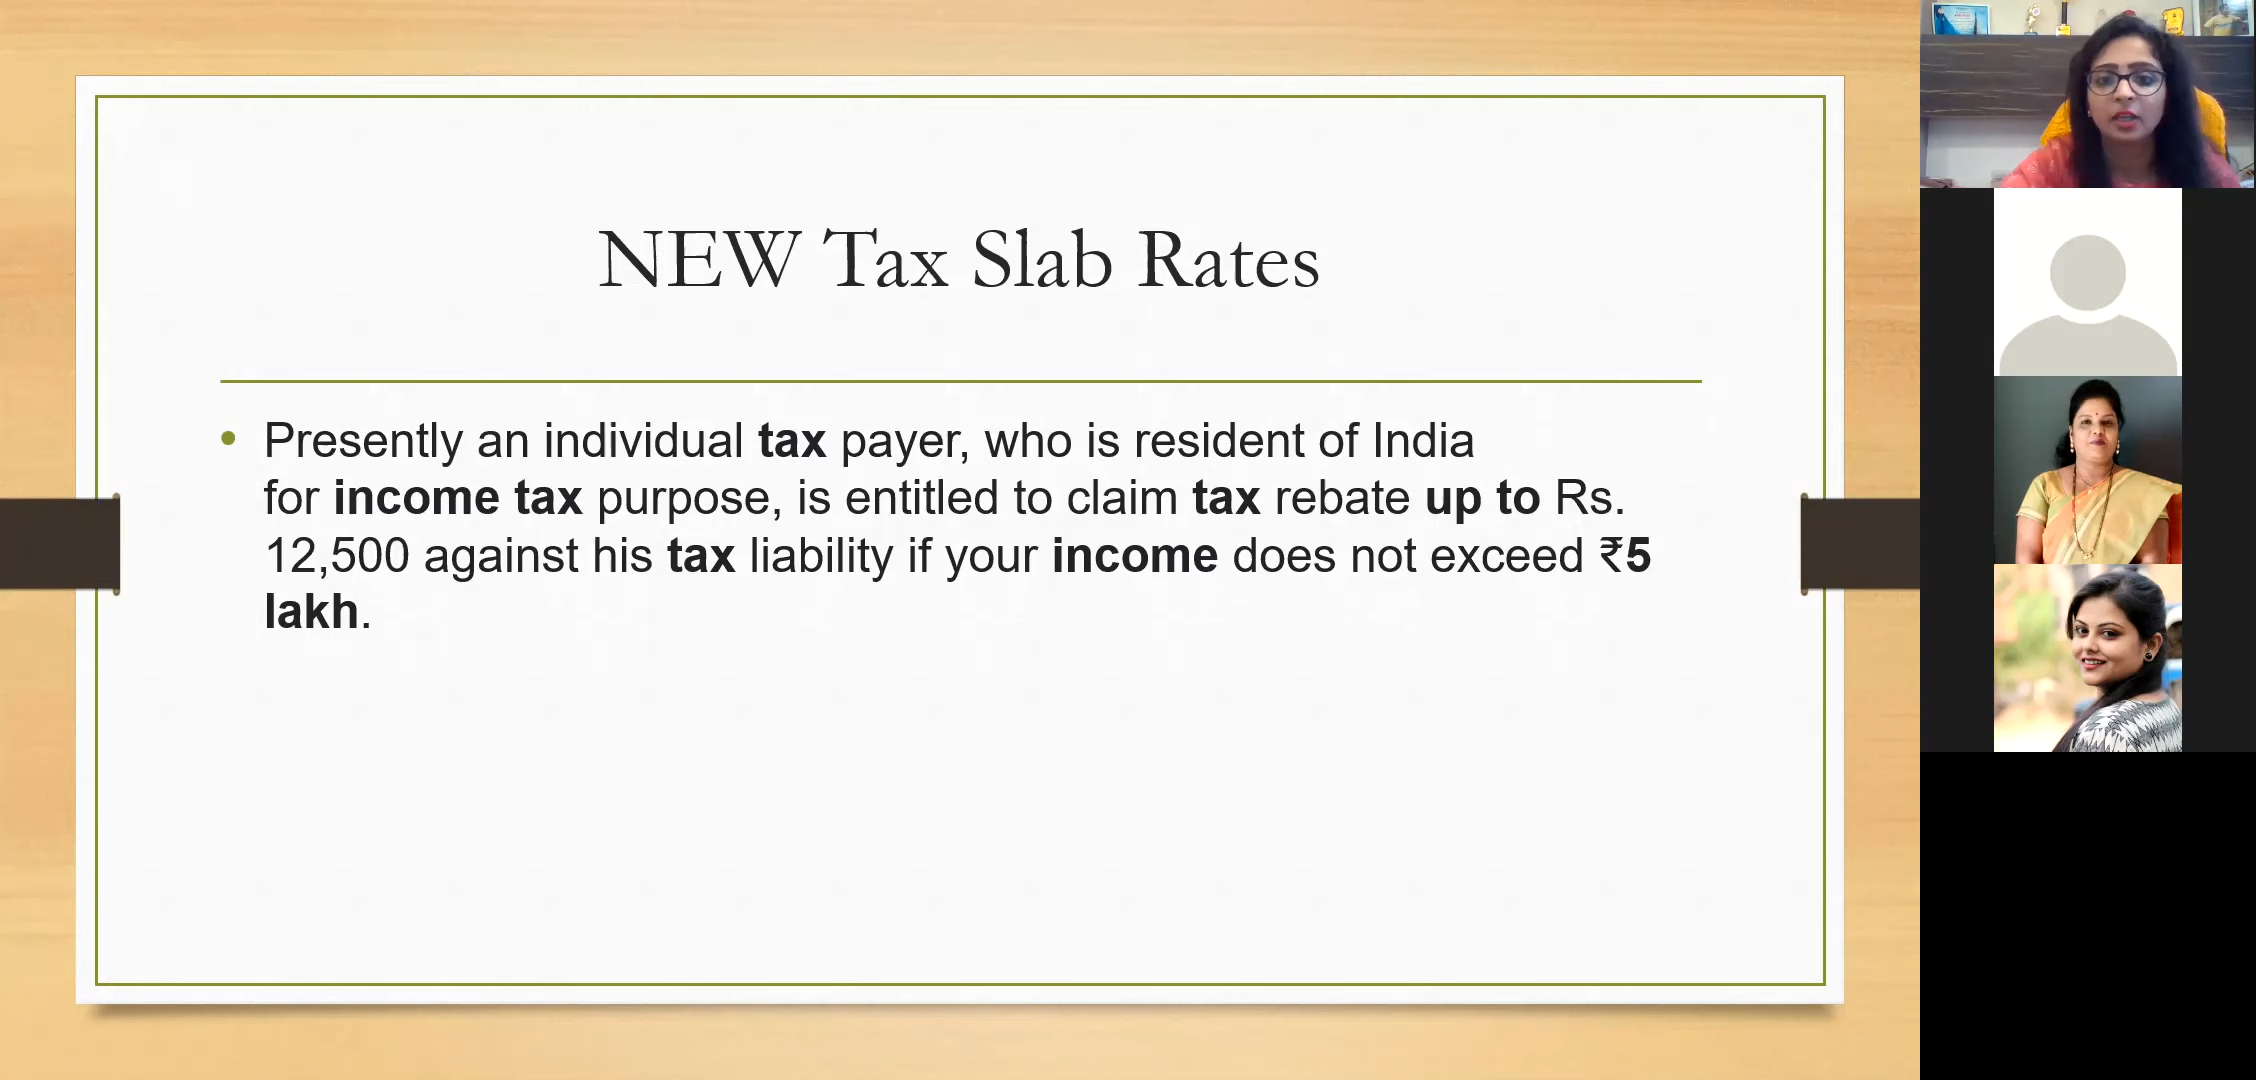 NEW Tax Slab Rates
• Presently an individual tax payer, who is resident of India
for income tax purpose, is entitled to claim tax rebate up to Rs.
12,500 against his tax liability if your income does not exceed ₹5
lakh.